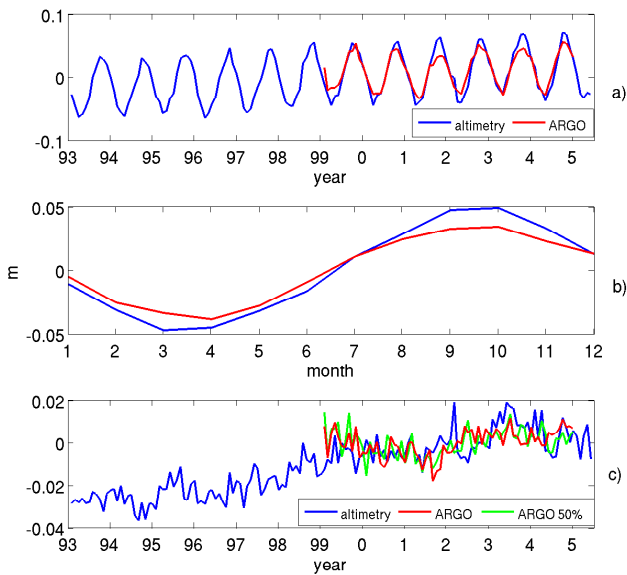 0.1
0
-0.1
93 94 95 96 97 98 99 0 1 2 3 4 5
year
altimetry ARGO
a)
0.05
0
-0.05
m
1 2 3 4 5 6 7 8 9 10 11 12
month
b)
0.02
0
-0.02
-0.04
93 94 95 96 97 98 99 0 1 2 3 4 5
year
altimetry ARGO ARGO 50%
c)